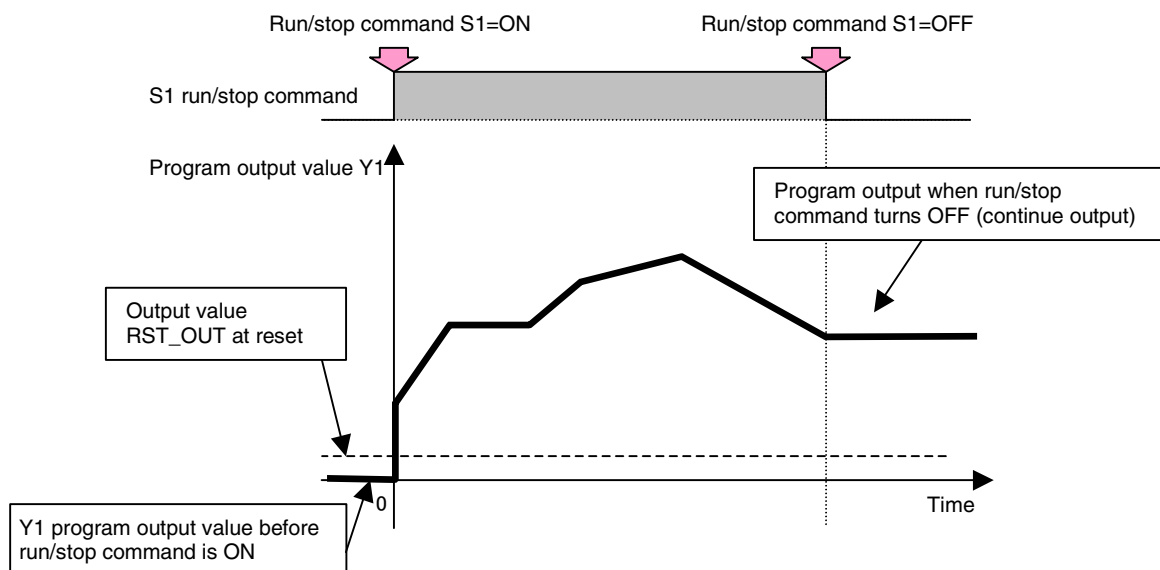 Run/stop command S1=ON
Run/stop command S1=OFF
S1 run/stop command
Program output value Y1
Program output when run/stop
command turns OFF (continue output)
Output value
RST_OUT at reset
0
Time
Y1 program output value before
run/stop command is ON